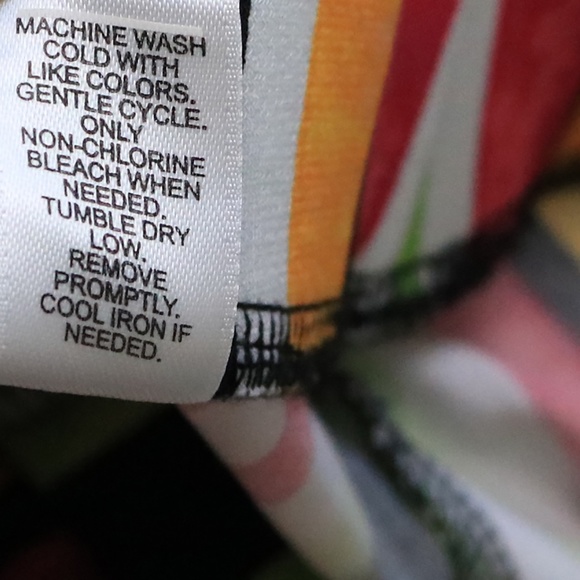 MACHINE WASH
COLD WITH
LIKE COLORS.
GENTLE CYCLE.
ONLY
NON-CHLORINE
BLEACH WHEN
NEEDED.
TUMBLE DRY
LOW.
REMOVE
PROMPTLY.
COOL IRON IF
NEEDED.